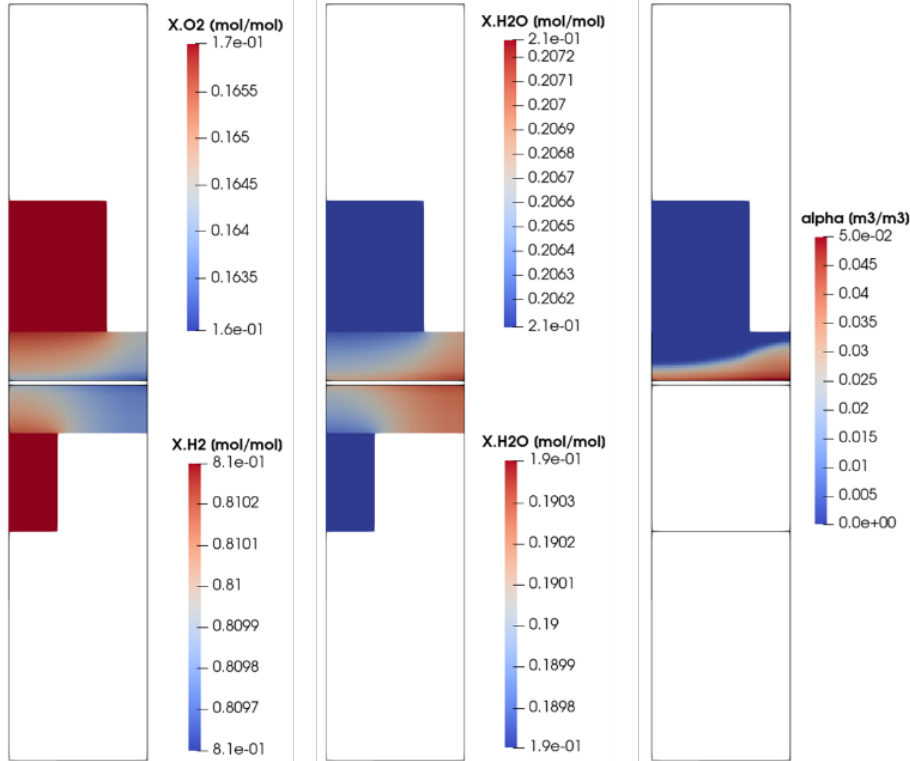 X.O2 (mol/mol)
1.7e-01
0.1655
0.165
0.1645
0.164
0.1635
1.6e-01
X.H2 (mol/mol)
8.1e-01
0.8102
0.8101
0.81
0.8099
0.8098
0.8097
8.1e-01
X.H2O (mol/mol)
2.1e-01
0.2072
0.2071
0.207
0.2069
0.2068
0.2067
0.2066
0.2065
0.2064
0.2063
0.2062
2.1e-01
X.H2O (mol/mol)
1.9e-01
0.1903
0.1902
0.1901
0.19
0.1899
0.1898
1.9e-01
alpha (m3/m3)
5.0e-02
0.045
0.04
0.035
0.03
0.025
0.02
0.015
0.01
0.005
0.0e+00